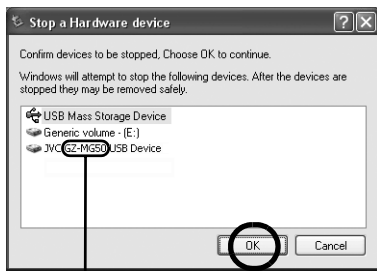 Stop a Hardware device
Confirm devices to be stopped, Choose OK to continue.
Windows will attempt to stop the following devices. After the devices are
stopped they may be removed safely.
USB Mass Storage Device
Generic volume - (E:)
JVC GZ-MG50 USB Device
OK
Cancel